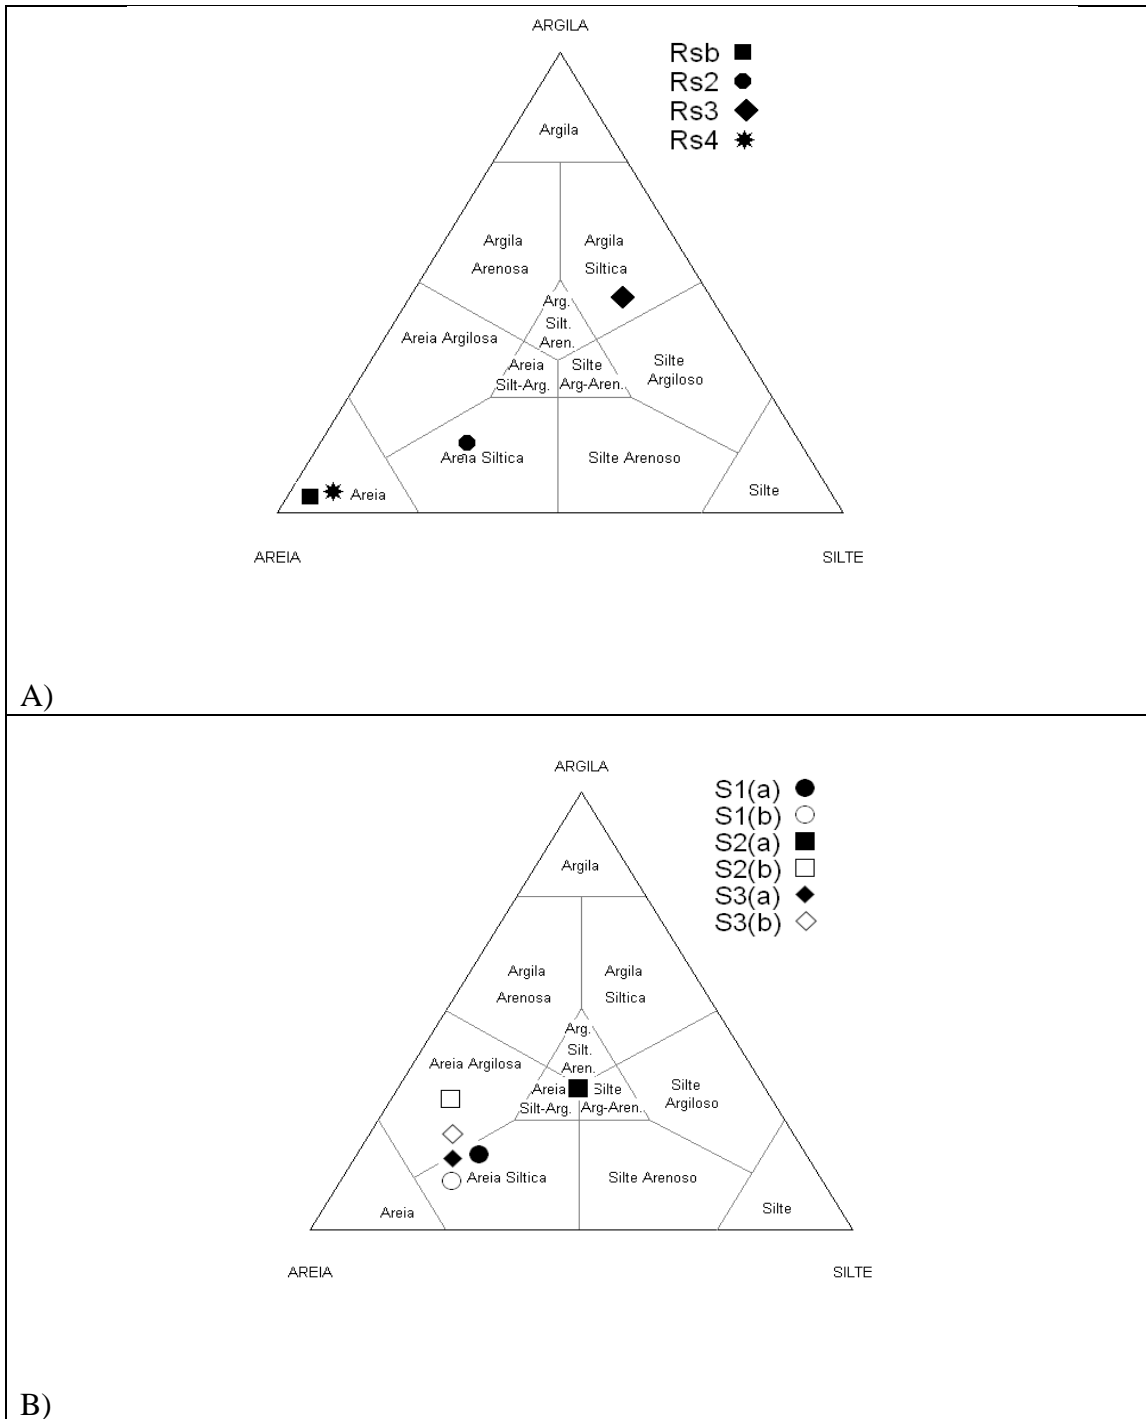 ARGILA
Rsb
Rs2
Rs3
Rs4
Argila
Argila
Arenosa
Argila
Siltica
Arg.
Silt.
Aren.
Areia Argilosa
Areia
Silt-Arg.
Silte
Arg-Aren.
Silte
Argiloso
Areia Siltica
Silte Arenoso
Areia
Silte
AREIA
SILTE
A)
ARGILA
S1(a)
S1(b)
S2(a)
S2(b)
S3(a)
S3(b)
Argila
Argila
Arenosa
Argila
Siltica
Arg.
Silt.
Aren.
Areia Argilosa
Areia
Silt-Arg.
Silte
Arg-Aren.
Silte
Argiloso
Areia Siltica
Silte Arenoso
Areia
Silte
AREIA
SILTE
B)